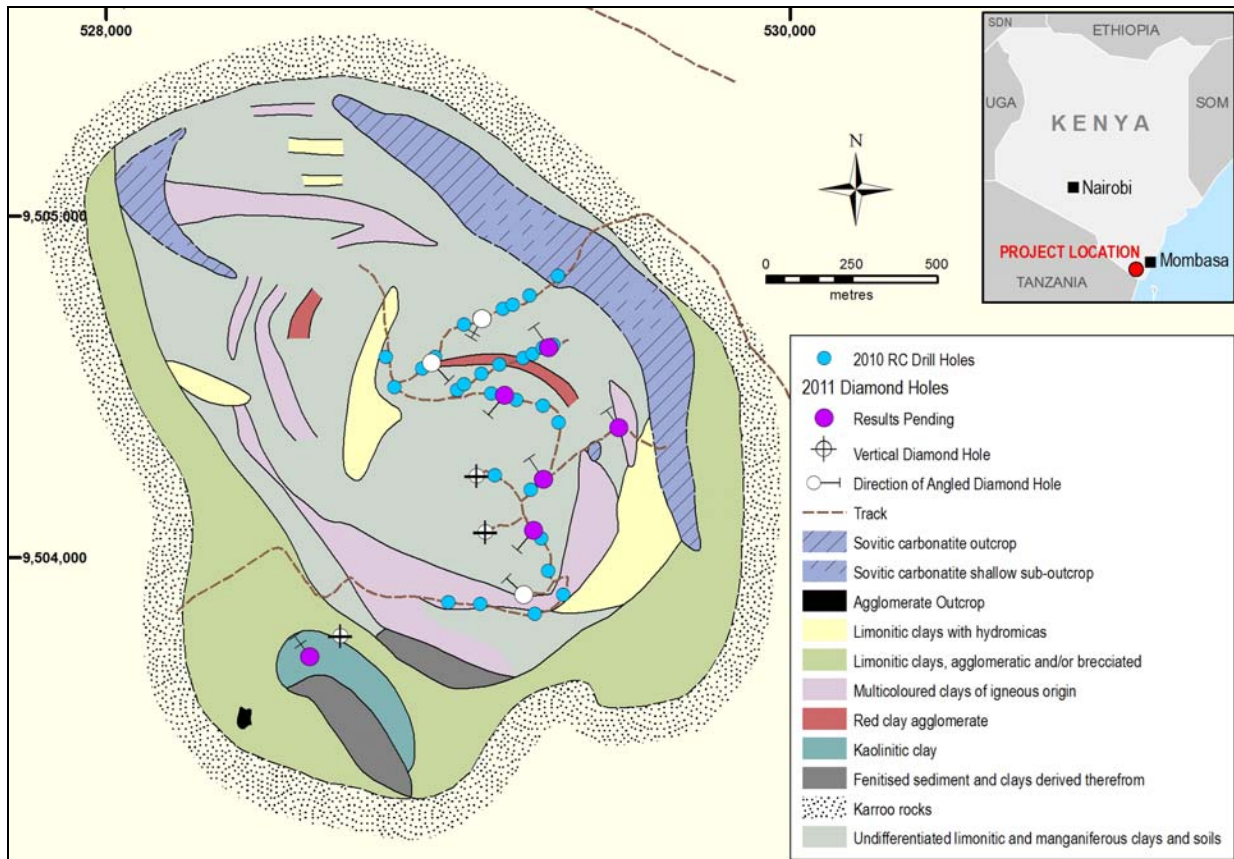 528,000
530,000
9,505,000
9,504,000
N
0 250 500
metres
SDN
ETHIOPIA
UGA
SOM
KENYA
Nairobi
PROJECT LOCATION
Mombasa
TANZANIA
2010 RC Drill Holes
2011 Diamond Holes
Results Pending
Vertical Diamond Hole
Direction of Angled Diamond Hole
Track
Sovitic carbonatite outcrop
Sovitic carbonatite shallow sub-outcrop
Agglomerate Outcrop
Limonitic clays with hydromicas
Limonitic clays, agglomeratic and/or brecciated
Multicoloured clays of igneous origin
Red clay agglomerate
Kaolinitic clay
Fenitised sediment and clays derived therefrom
Karroo rocks
Undifferentiated limonitic and manganiferous clays and soils